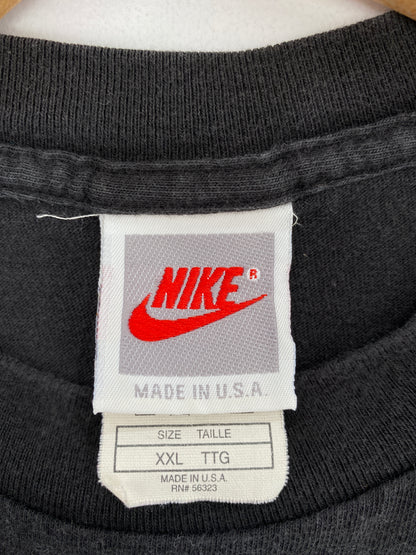 NIKE ®
MADE IN U.S.A.
SIZE TAILLE
XXL TTG
MADE IN U.S.A.
RN# 56323